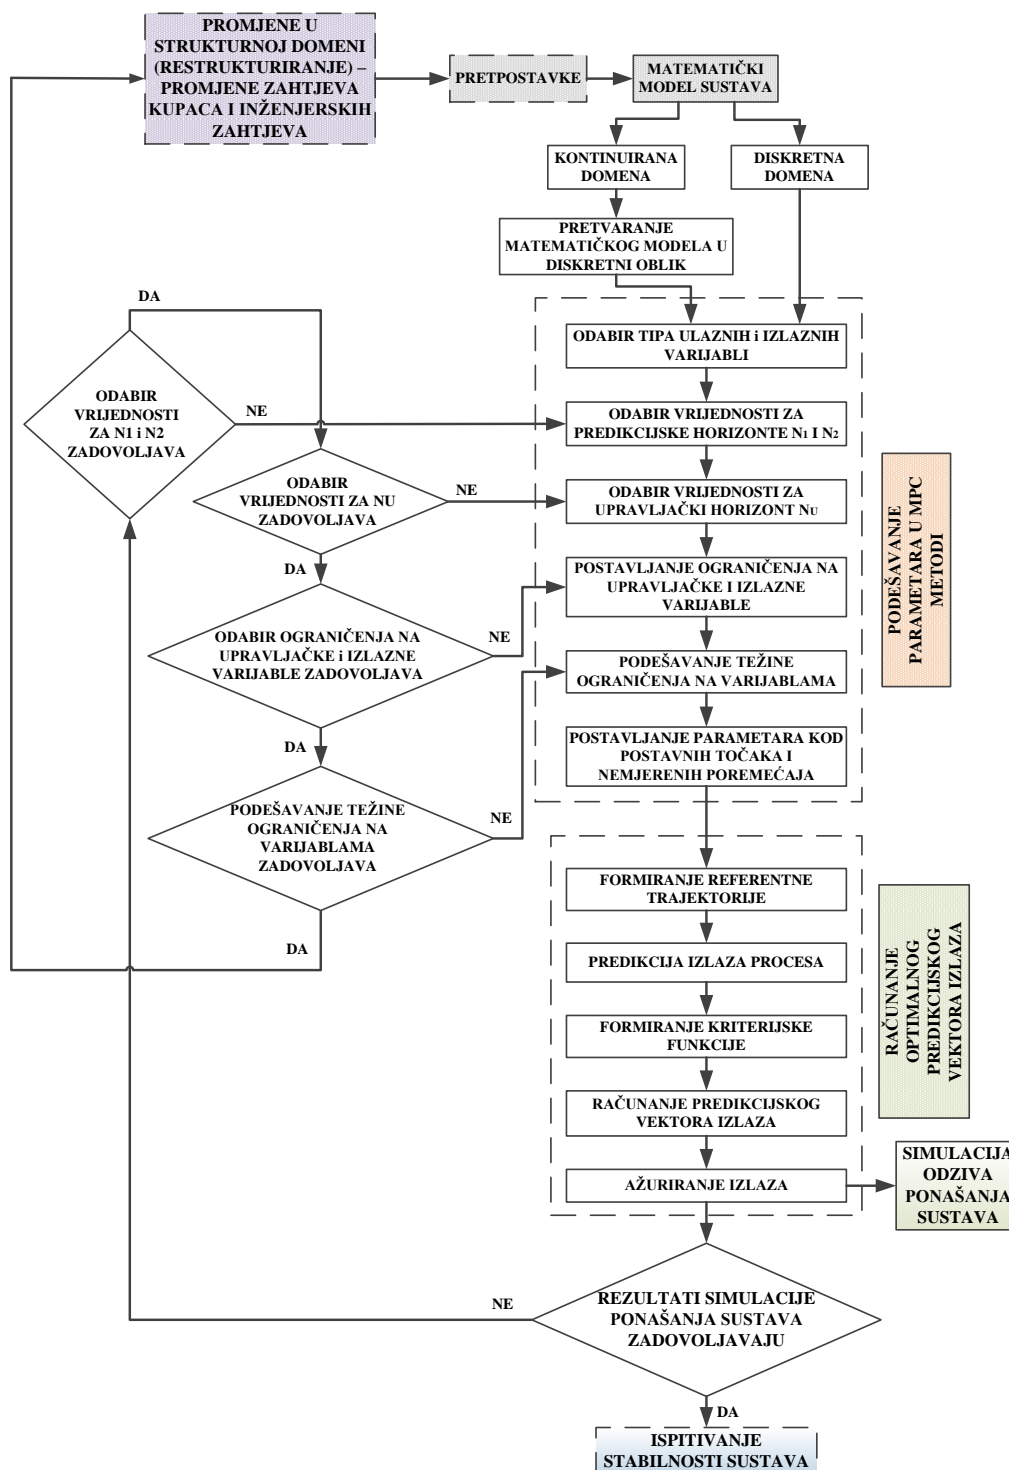 PROMJENE U
STRUKTURNOJ DOMENI
(RESTRUKTURIRANJE) –
PROMJENE ZAHTJEVA
KUPACA I INŽENJERSKIH
ZAHTJEVA
PRETPOSTAVKE
MATEMATIČKI
MODEL SUSTAVA
KONTINUIRANA
DOMENA
DISKRETNA
DOMENA
PRETVARANJE
MATEMATIČKOG MODELA U
DISKRETNI OBLIK
DA
ODABIR TIPA ULAZNIH i IZLAZNIH
VARIJABLI
ODABIR
VRIJEDNOSTI
ZA N1 i N2
ZADOVOLJAVA
NE
ODABIR VRIJEDNOSTI ZA
PREDIKCIJSKE HORIZONTE N1 I N2
ODABIR
VRIJEDNOSTI ZA NU
ZADOVOLJAVA
NE
ODABIR VRIJEDNOSTI ZA
UPRAVLJAČKI HORIZONT NU
DA
POSTAVLJANJE OGRANIČENJA NA
UPRAVLJAČKE I IZLAZNE
VARIJABLE
ODABIR OGRANIČENJA NA
UPRAVLJAČKE i IZLAZNE
VARIJABLE ZADOVOLJAVA
NE
PODEŠAVANJE TEŽINE
OGRANIČENJA NA VARIJABLAMA
DA
POSTAVLJANJE PARAMETARA KOD
POSTAVNIH TOČAKA I
NEMJERENIH POREMEĆAJA
PODEŠAVANJE
PARAMETARA U MPC
METODI
PODEŠAVANJE TEŽINE
OGRANIČENJA NA
VARIJABLAMA
ZADOVOLJAVA
NE
DA
FORMIRANJE REFERENTNE
TRAJEKTORIJE
PREDIKCIJA IZLAZA PROCESA
FORMIRANJE KRITERIJSKE
FUNKCIJE
RAČUNANJE PREDIKCIJSKOG
VEKTORA IZLAZA
AŽURIRANJE IZLAZA
RAČUNANJE
OPTIMALNOG
PREDIKCIJSKOG
VEKTORA IZLAZA
SIMULACIJA
ODZIVA
PONAŠANJA
SUSTAVA
NE
REZULTATI SIMULACIJE
PONAŠANJA SUSTAVA
ZADOVOLJAVAJU
DA
ISPITIVANJE
STABILNOSTI SUSTAVA